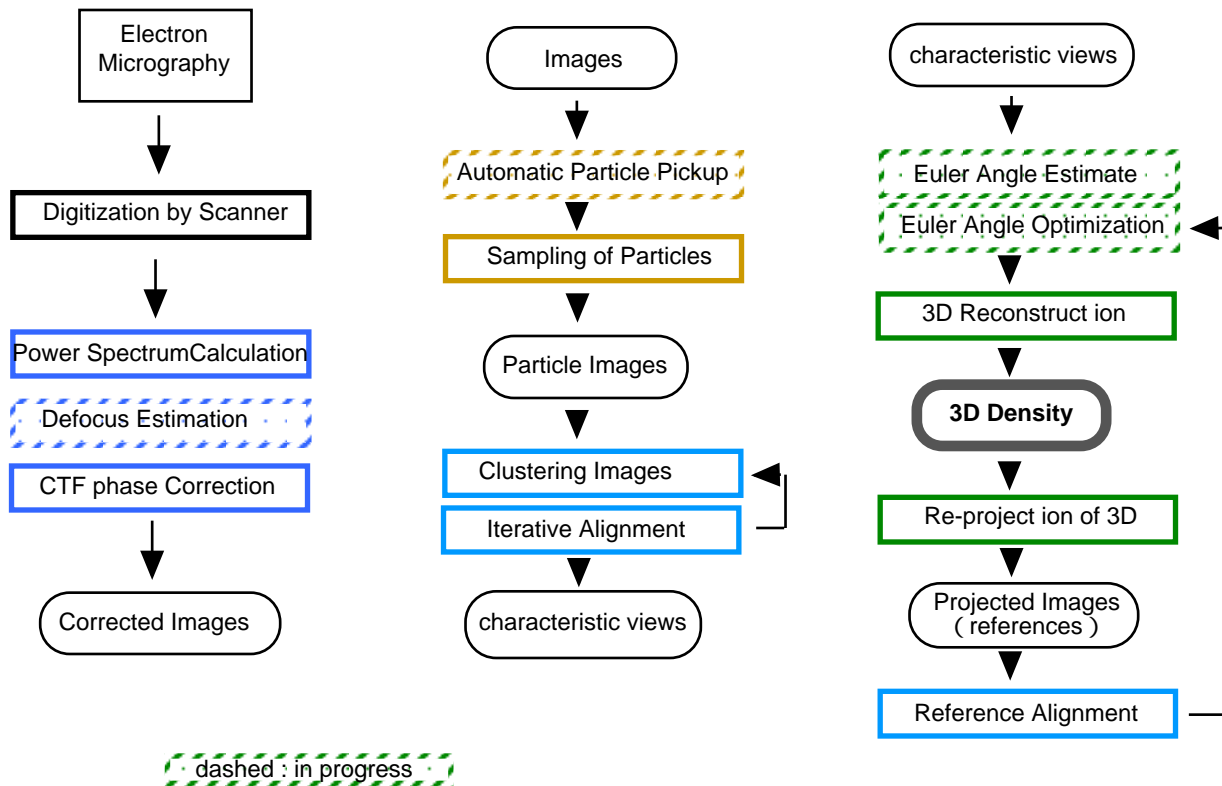 Electron
Micrography
Digitization by Scanner
Power SpectrumCalculation
Defocus Estimation
CTF phase Correction
Corrected Images
Images
Automatic Particle Pickup
Sampling of Particles
Particle Images
Clustering Images
Iterative Alignment
characteristic views
characteristic views
Euler Angle Estimate
Euler Angle Optimization
3D Reconstruct ion
3D Density
Re-project ion of 3D
Projected Images
( references )
Reference Alignment
dashed : in progress